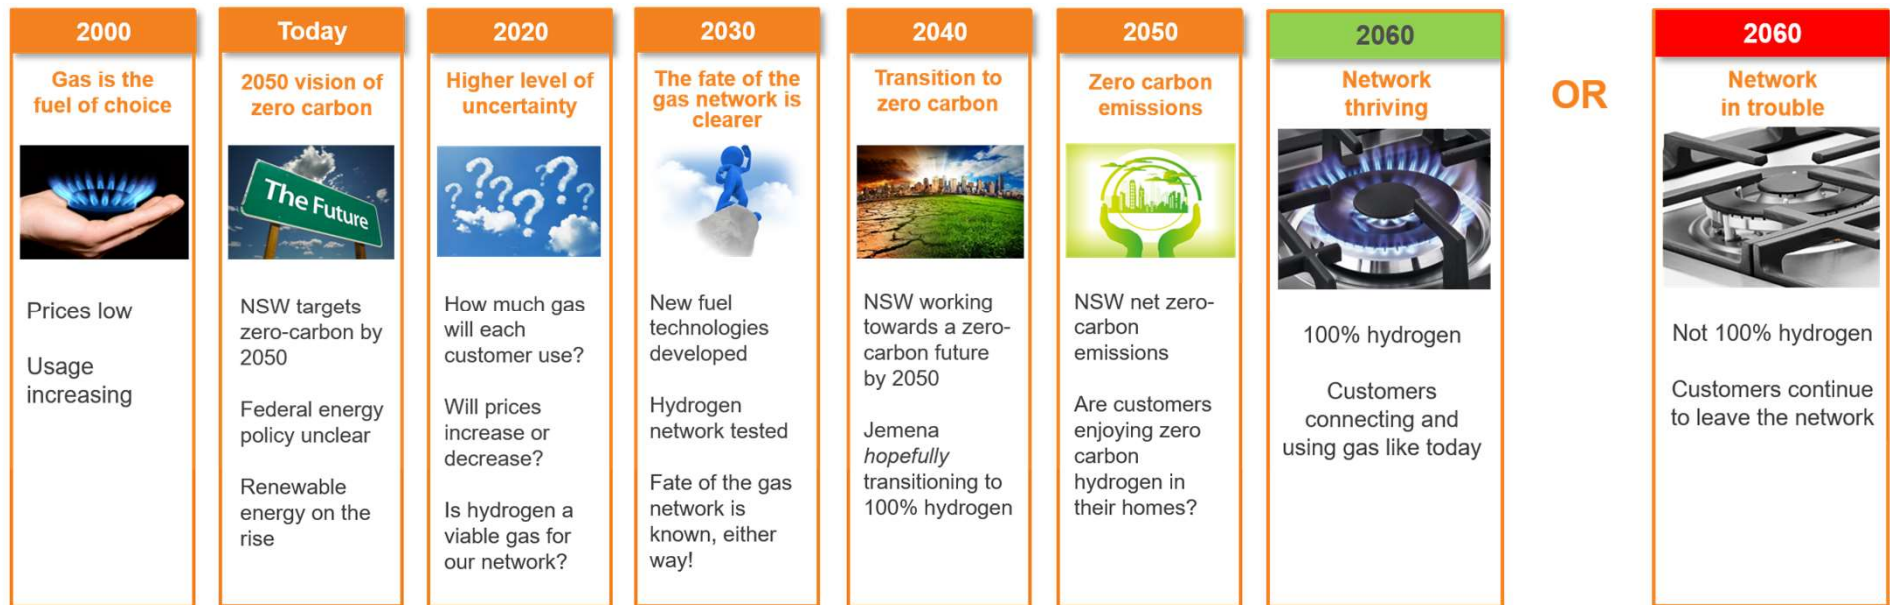 2000
Gas is the
fuel of choice
Prices low
Usage
increasing
Today
2050 vision of
zero carbon
The Future
NSW targets
zero-carbon by
2050
Federal energy
policy unclear
Renewable
energy on the
rise
2020
Higher level of
uncertainty
? ? ? ? ? ?
How much gas
will each
customer use?
Will prices
increase or
decrease?
Is hydrogen a
viable gas for
our network?
2030
The fate of the
gas network is
clearer
New fuel
technologies
developed
Hydrogen
network tested
Fate of the gas
network is
known, either
way!
2040
Transition to
zero carbon
NSW working
towards a zero-
carbon future
by 2050
Jemena
hopefully
transitioning to
100% hydrogen
2050
Zero carbon
emissions
NSW net zero-
carbon
emissions
Are customers
enjoying zero
carbon
hydrogen in
their homes?
2060
Network
thriving
100% hydrogen
Customers
connecting and
using gas like today
OR
2060
Network
in trouble
Not 100% hydrogen
Customers continue
to leave the network